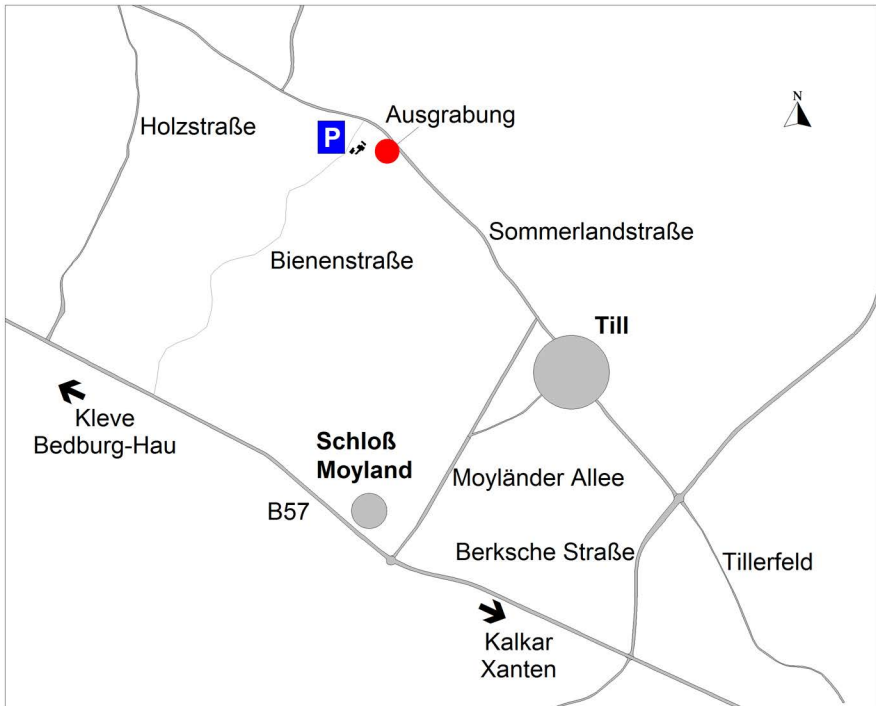 N
Ausgrabung
Holzstraße
P
Sommerlandstraße
Bienenstraße
Till
Kleve
Bedburg-Hau
Schloß
Moyland
Moyländer Allee
B57
Berksche Straße
Tillerfeld
Kalkar
Xanten